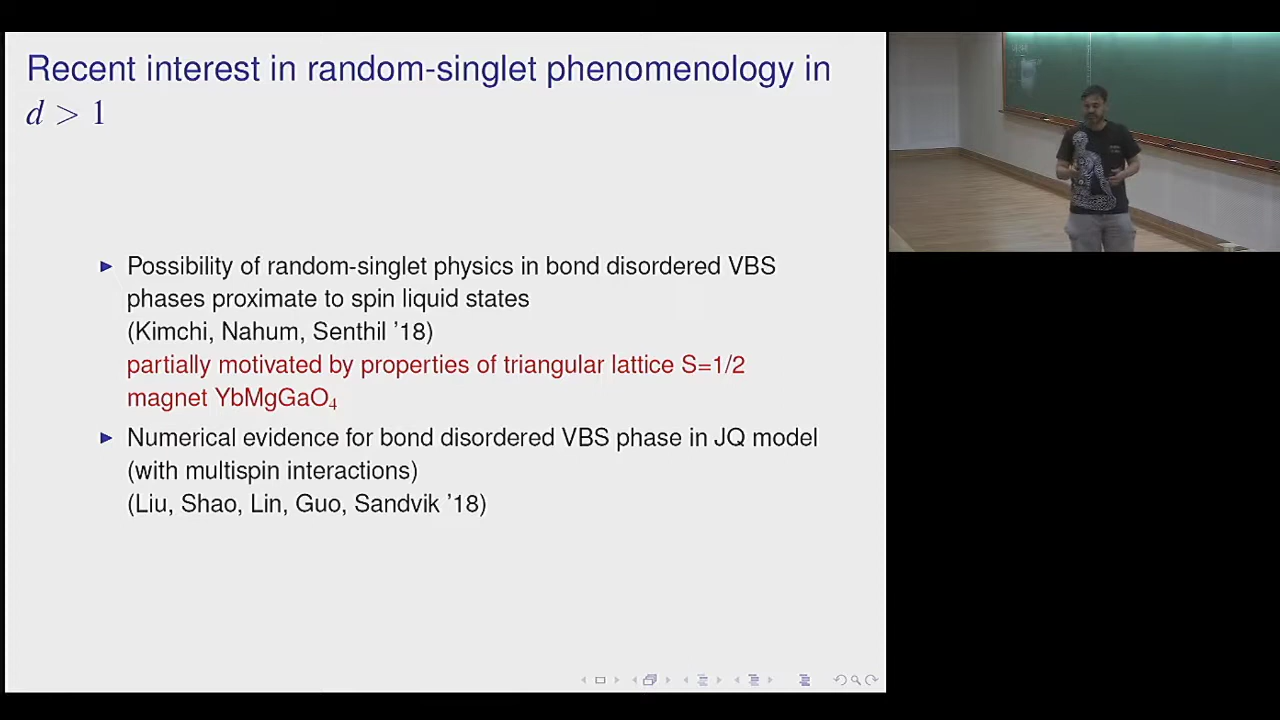 Recent interest in random-singlet phenomenology in
d > 1
► Possibility of random-singlet physics in bond disordered VBS
phases proximate to spin liquid states
(Kimchi, Nahum, Senthil ’18)
partially motivated by properties of triangular lattice S=1/2
magnet YbMgGaO₄
► Numerical evidence for bond disordered VBS phase in JQ model
(with multispin interactions)
(Liu, Shao, Lin, Guo, Sandvik ’18)